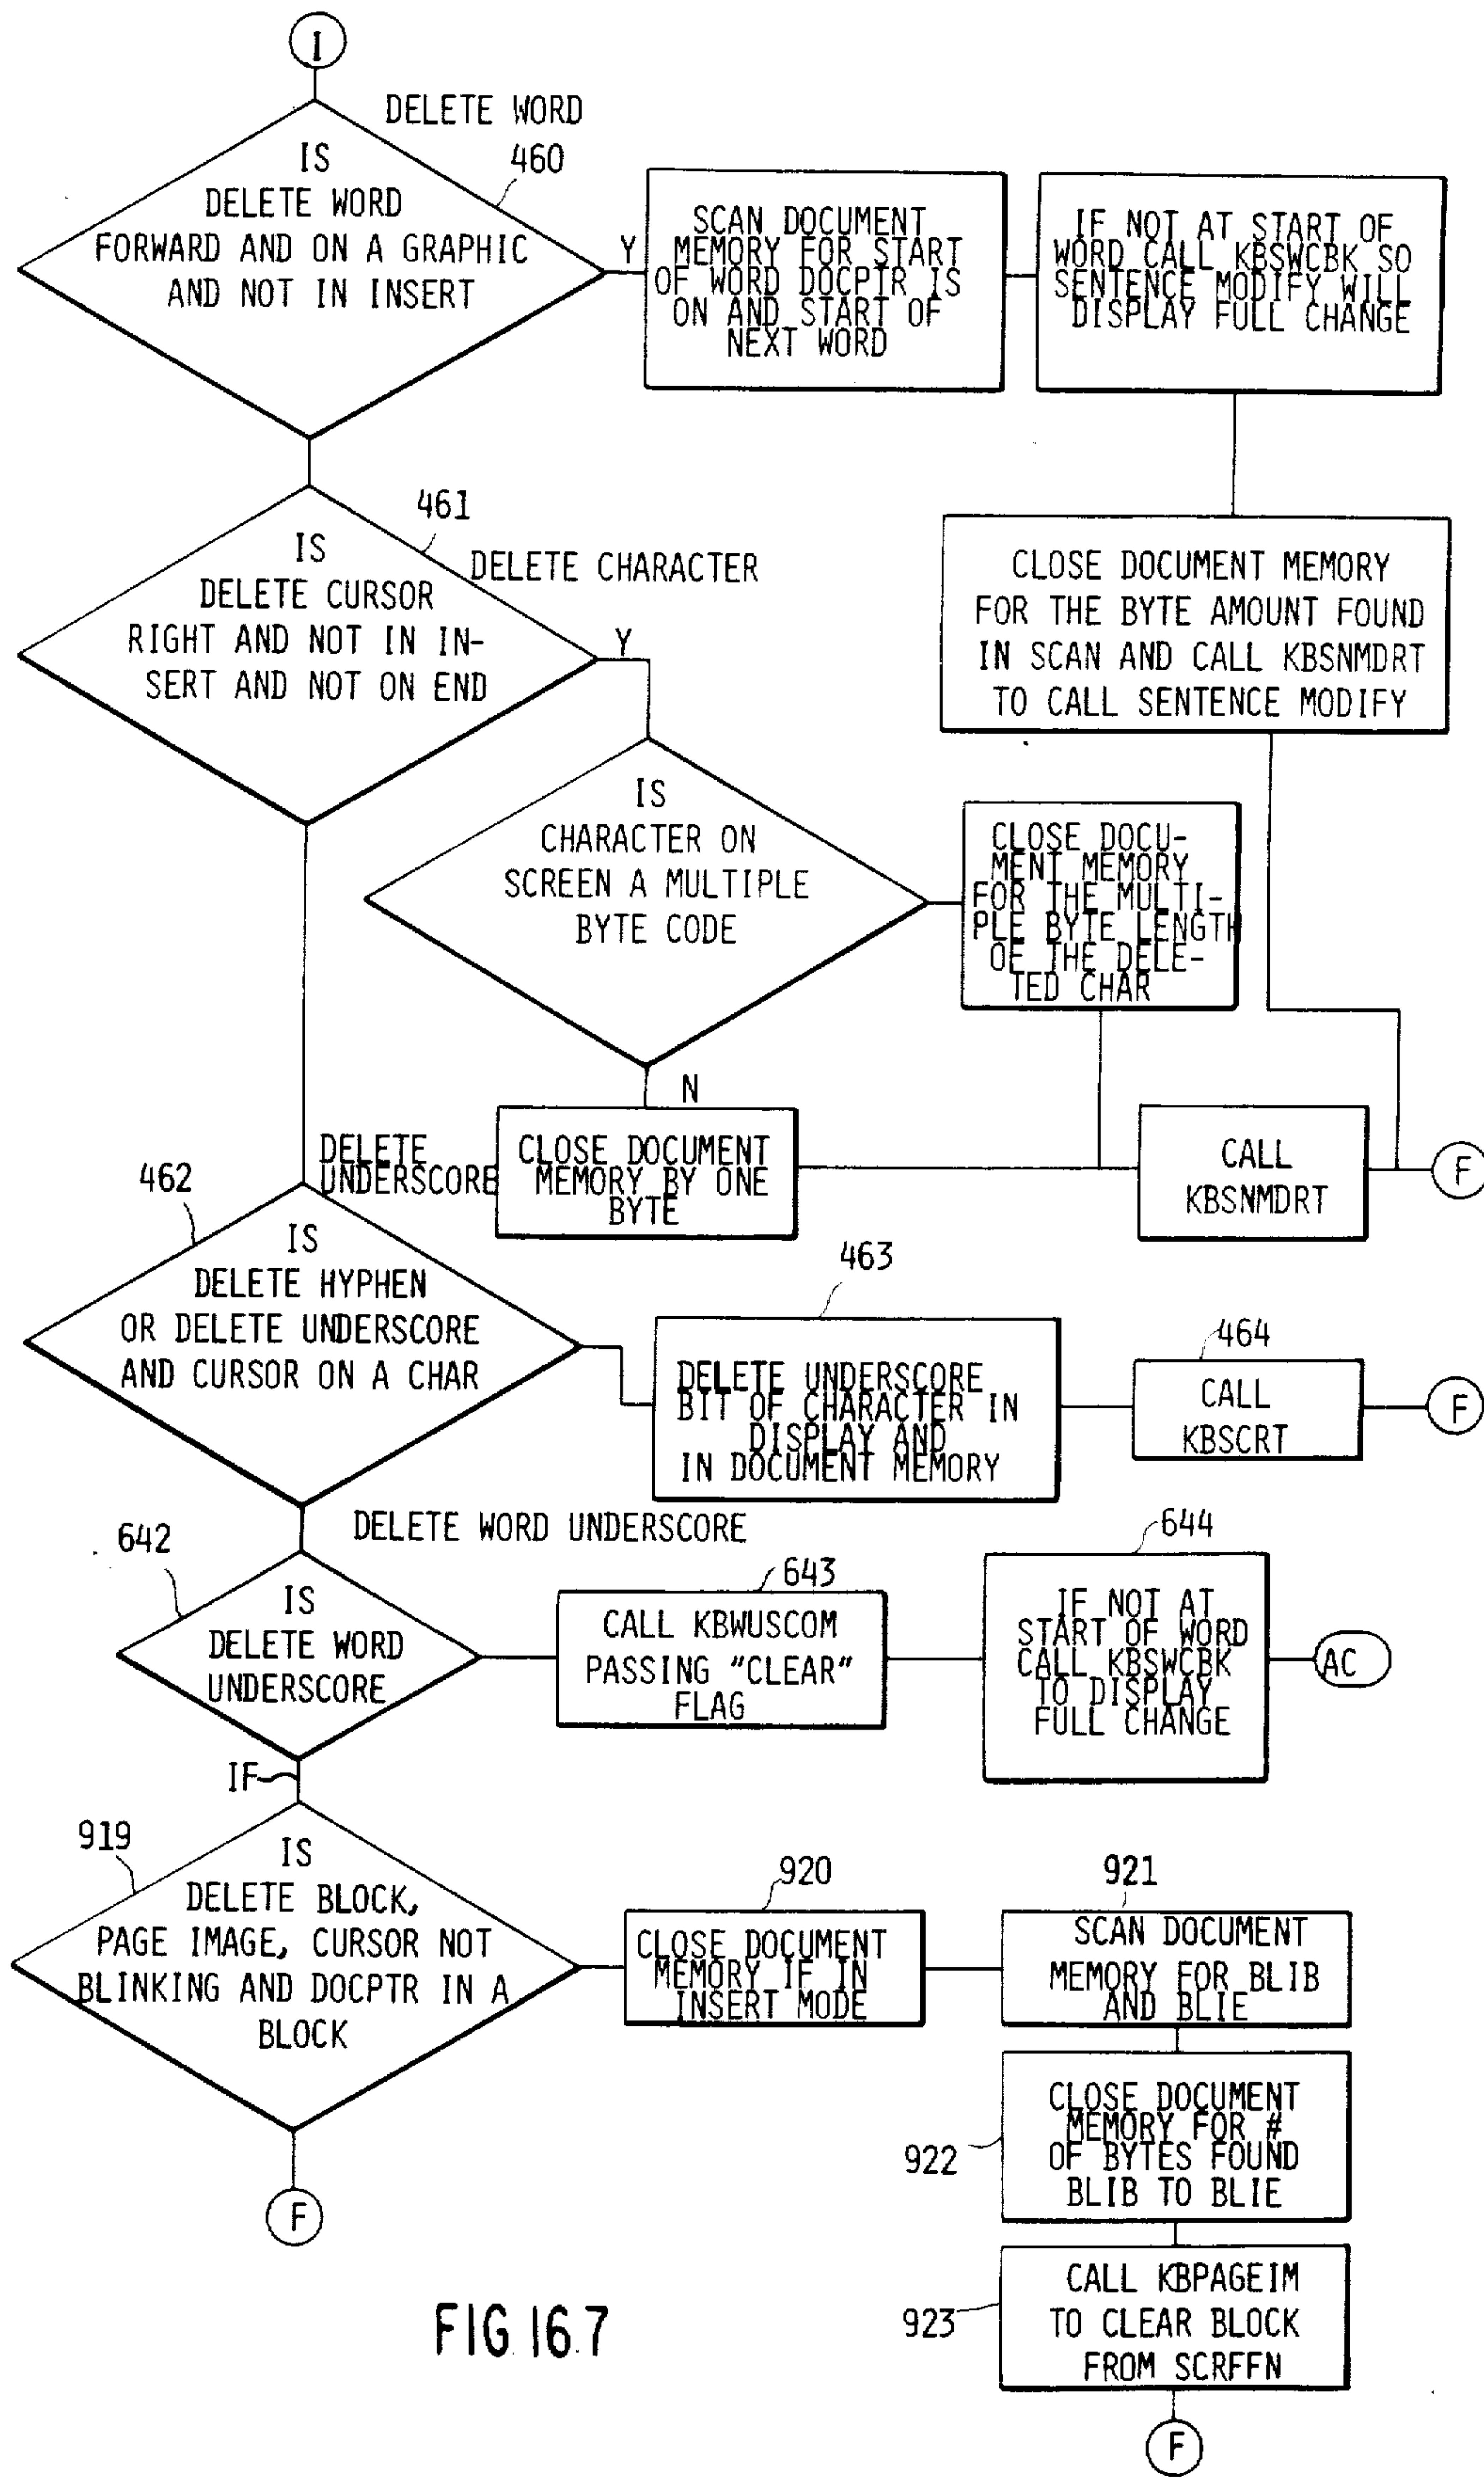 I
DELETE WORD
460
IS
DELETE WORD
FORWARD AND ON A GRAPHIC
AND NOT IN INSERT
Y
SCAN DOCUMENT
MEMORY FOR START
OF WORD DOCPTR IS
ON AND START OF
NEXT WORD
IF NOT AT START OF
WORD CALL KBSWCBK SO
SENTENCE MODIFY WILL
DISPLAY FULL CHANGE
CLOSE DOCUMENT MEMORY
FOR THE BYTE AMOUNT FOUND
IN SCAN AND CALL KBSNMDRT
TO CALL SENTENCE MODIFY
461
DELETE CHARACTER
IS
DELETE CURSOR
RIGHT AND NOT IN IN-
SERT AND NOT ON END
Y
IS
CHARACTER ON
SCREEN A MULTIPLE
BYTE CODE
CLOSE DOCU-
MENT MEMORY
FOR THE MULTI-
PLE BYTE LENGTH
OF THE DELE-
TED CHAR
N
CLOSE DOCUMENT
MEMORY BY ONE
BYTE
CALL
KBSNMDRT
F
DELETE
UNDERSCORE
462
IS
DELETE HYPHEN
OR DELETE UNDERSCORE
AND CURSOR ON A CHAR
463
DELETE UNDERSCORE
BIT OF CHARACTER IN
DISPLAY AND
IN DOCUMENT MEMORY
464
CALL
KBSCRT
F
DELETE WORD UNDERSCORE
642
IS
DELETE WORD
UNDERSCORE
643
CALL KBWUSCOM
PASSING "CLEAR"
FLAG
644
IF NOT AT
START OF WORD
CALL KBSWCBK
TO DISPLAY
FULL CHANGE
AC
IF
919
IS
DELETE BLOCK,
PAGE IMAGE, CURSOR NOT
BLINKING AND DOCPTR IN A
BLOCK
920
CLOSE DOCUMENT
MEMORY IF IN
INSERT MODE
921
SCAN DOCUMENT
MEMORY FOR BLIB
AND BLIE
922
CLOSE DOCUMENT
MEMORY FOR #
OF BYTES FOUND
BLIB TO BLIE
923
CALL KBPAGEIM
TO CLEAR BLOCK
FROM SCRFFN
F
F
FIG 16.7